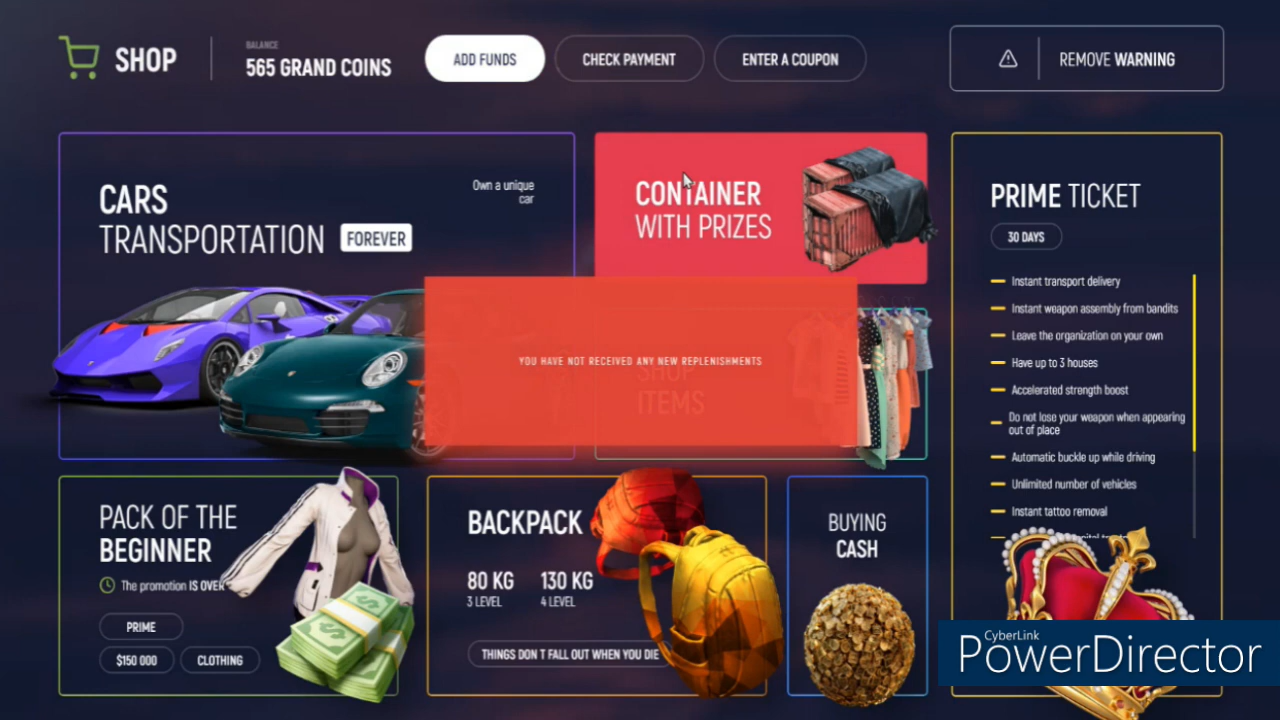 SHOP
BALANCE
565 GRAND COINS
ADD FUNDS
CHECK PAYMENT
ENTER A COUPON
REMOVE WARNING
CARS
TRANSPORTATION FOREVER
Own a unique
car
CONTAINER
WITH PRIZES
YOU HAVE NOT RECEIVED ANY NEW REPLENISHMENTS
SHOP
ITEMS
PRIME TICKET
30 DAYS
Instant transport delivery
Instant weapon assembly from bandits
Leave the organization on your own
Have up to 3 houses
Accelerated strength boost
Do not lose your weapon when appearing
out of place
Automatic buckle up while driving
Unlimited number of vehicles
Instant tattoo removal
PACK OF THE
BEGINNER
The promotion IS OVER
PRIME
$150 000
CLOTHING
BACKPACK
80 KG 130 KG
3 LEVEL 4 LEVEL
THINGS DON T FALL OUT WHEN YOU DIE
BUYING
CASH
CyberLink
PowerDirector